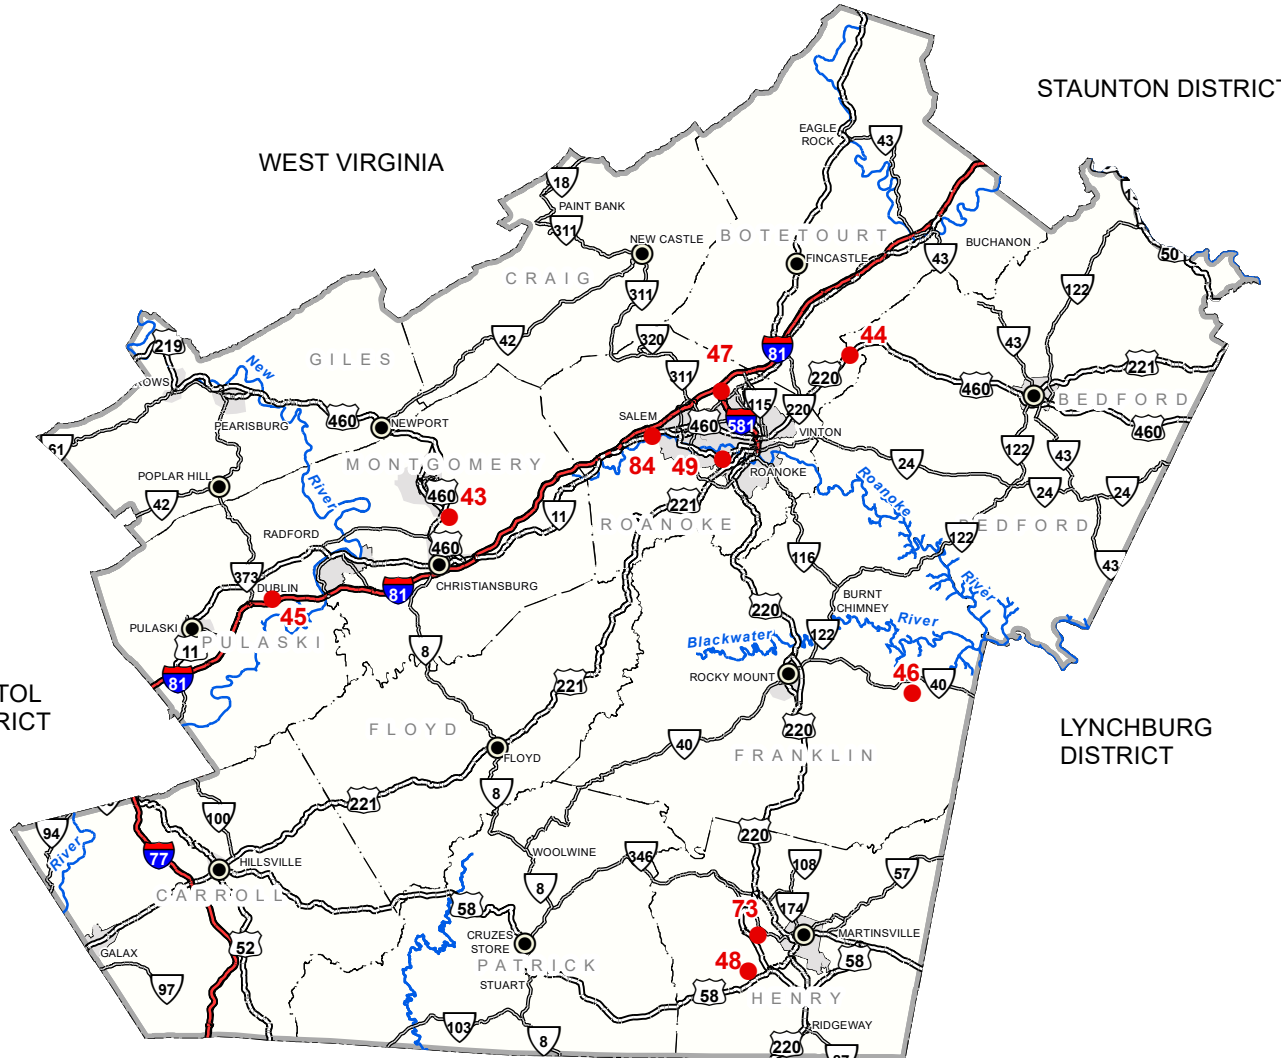 STAUNTON DISTRICT
WEST VIRGINIA
EAGLE
ROCK
43
18
PAINT BANK
311
NEW CASTLE
BOTETOURT
BUCHANON
43
FINCASTLE
50
CRAIG
122
311
219
42
320
43
GILES
New
47
81
44
311
220
221
460
115
220
BEDFORD
460
PEARISBURG
NEWPORT
SALEM
460
581
VINTON
460
61
MONTGOMERY
84
49
ROANOKE
24
122
43
POPLAR HILL
River
460
43
221
Roanoke
24
24
42
11
ROANOKE
RADFORD
460
122
BEDFORD
116
43
373
DUBLIN
CHRISTIANSBURG
81
45
River
BURNT
CHIMNEY
220
River
PULASKI
PULASKI
11
8
Blackwater
122
81
221
ROCKY MOUNT
46
40
TOL
RICT
FLOYD
220
LYNCHBURG
DISTRICT
40
FLOYD
FRANKLIN
8
221
100
94
220
River
77
HILLSVILLE
WOOLWINE
346
108
57
8
CARROLL
58
73
174
CRUZES
STORE
MARTINSVILLE
52
GALAX
PATRICK
48
58
STUART
97
58
HENRY
103
8
RIDGEWAY
220